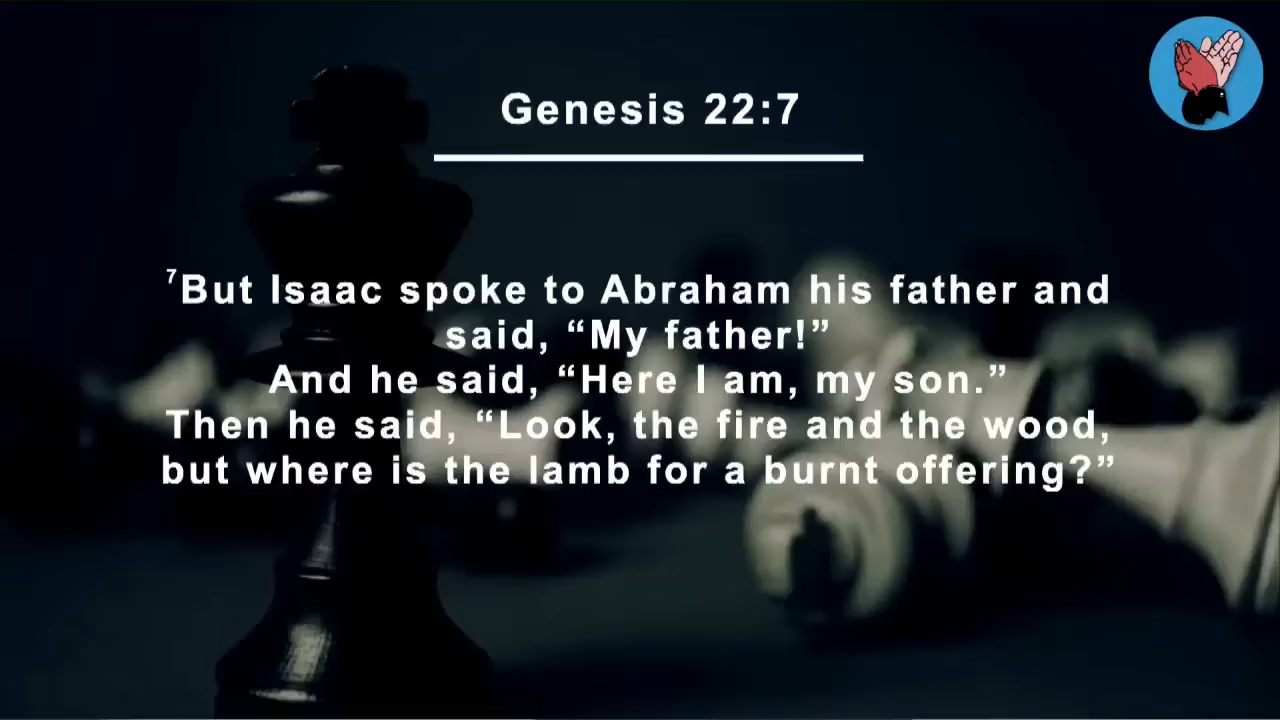 Genesis 22:7
⁷But Isaac spoke to Abraham his father and
said, “My father!”
And he said, “Here I am, my son.”
Then he said, “Look, the fire and the wood,
but where is the lamb for a burnt offering?”